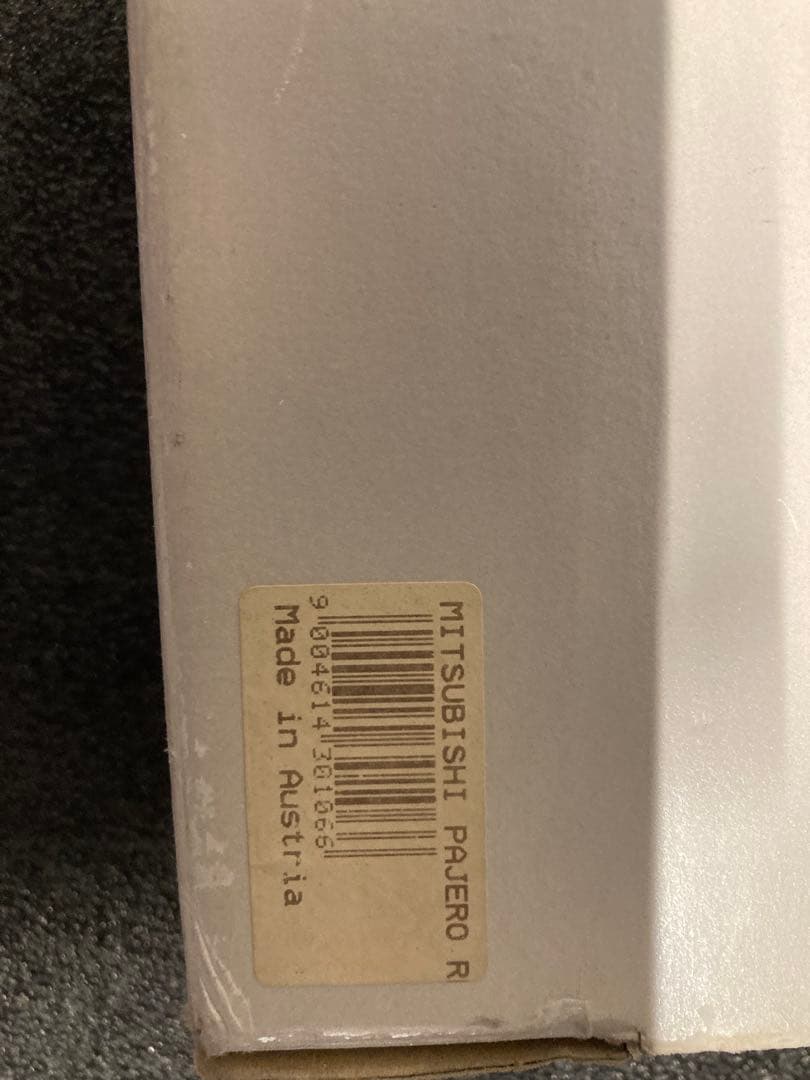 MITSUBISHI PAJERO R
9 004614 301066
Made in Austria